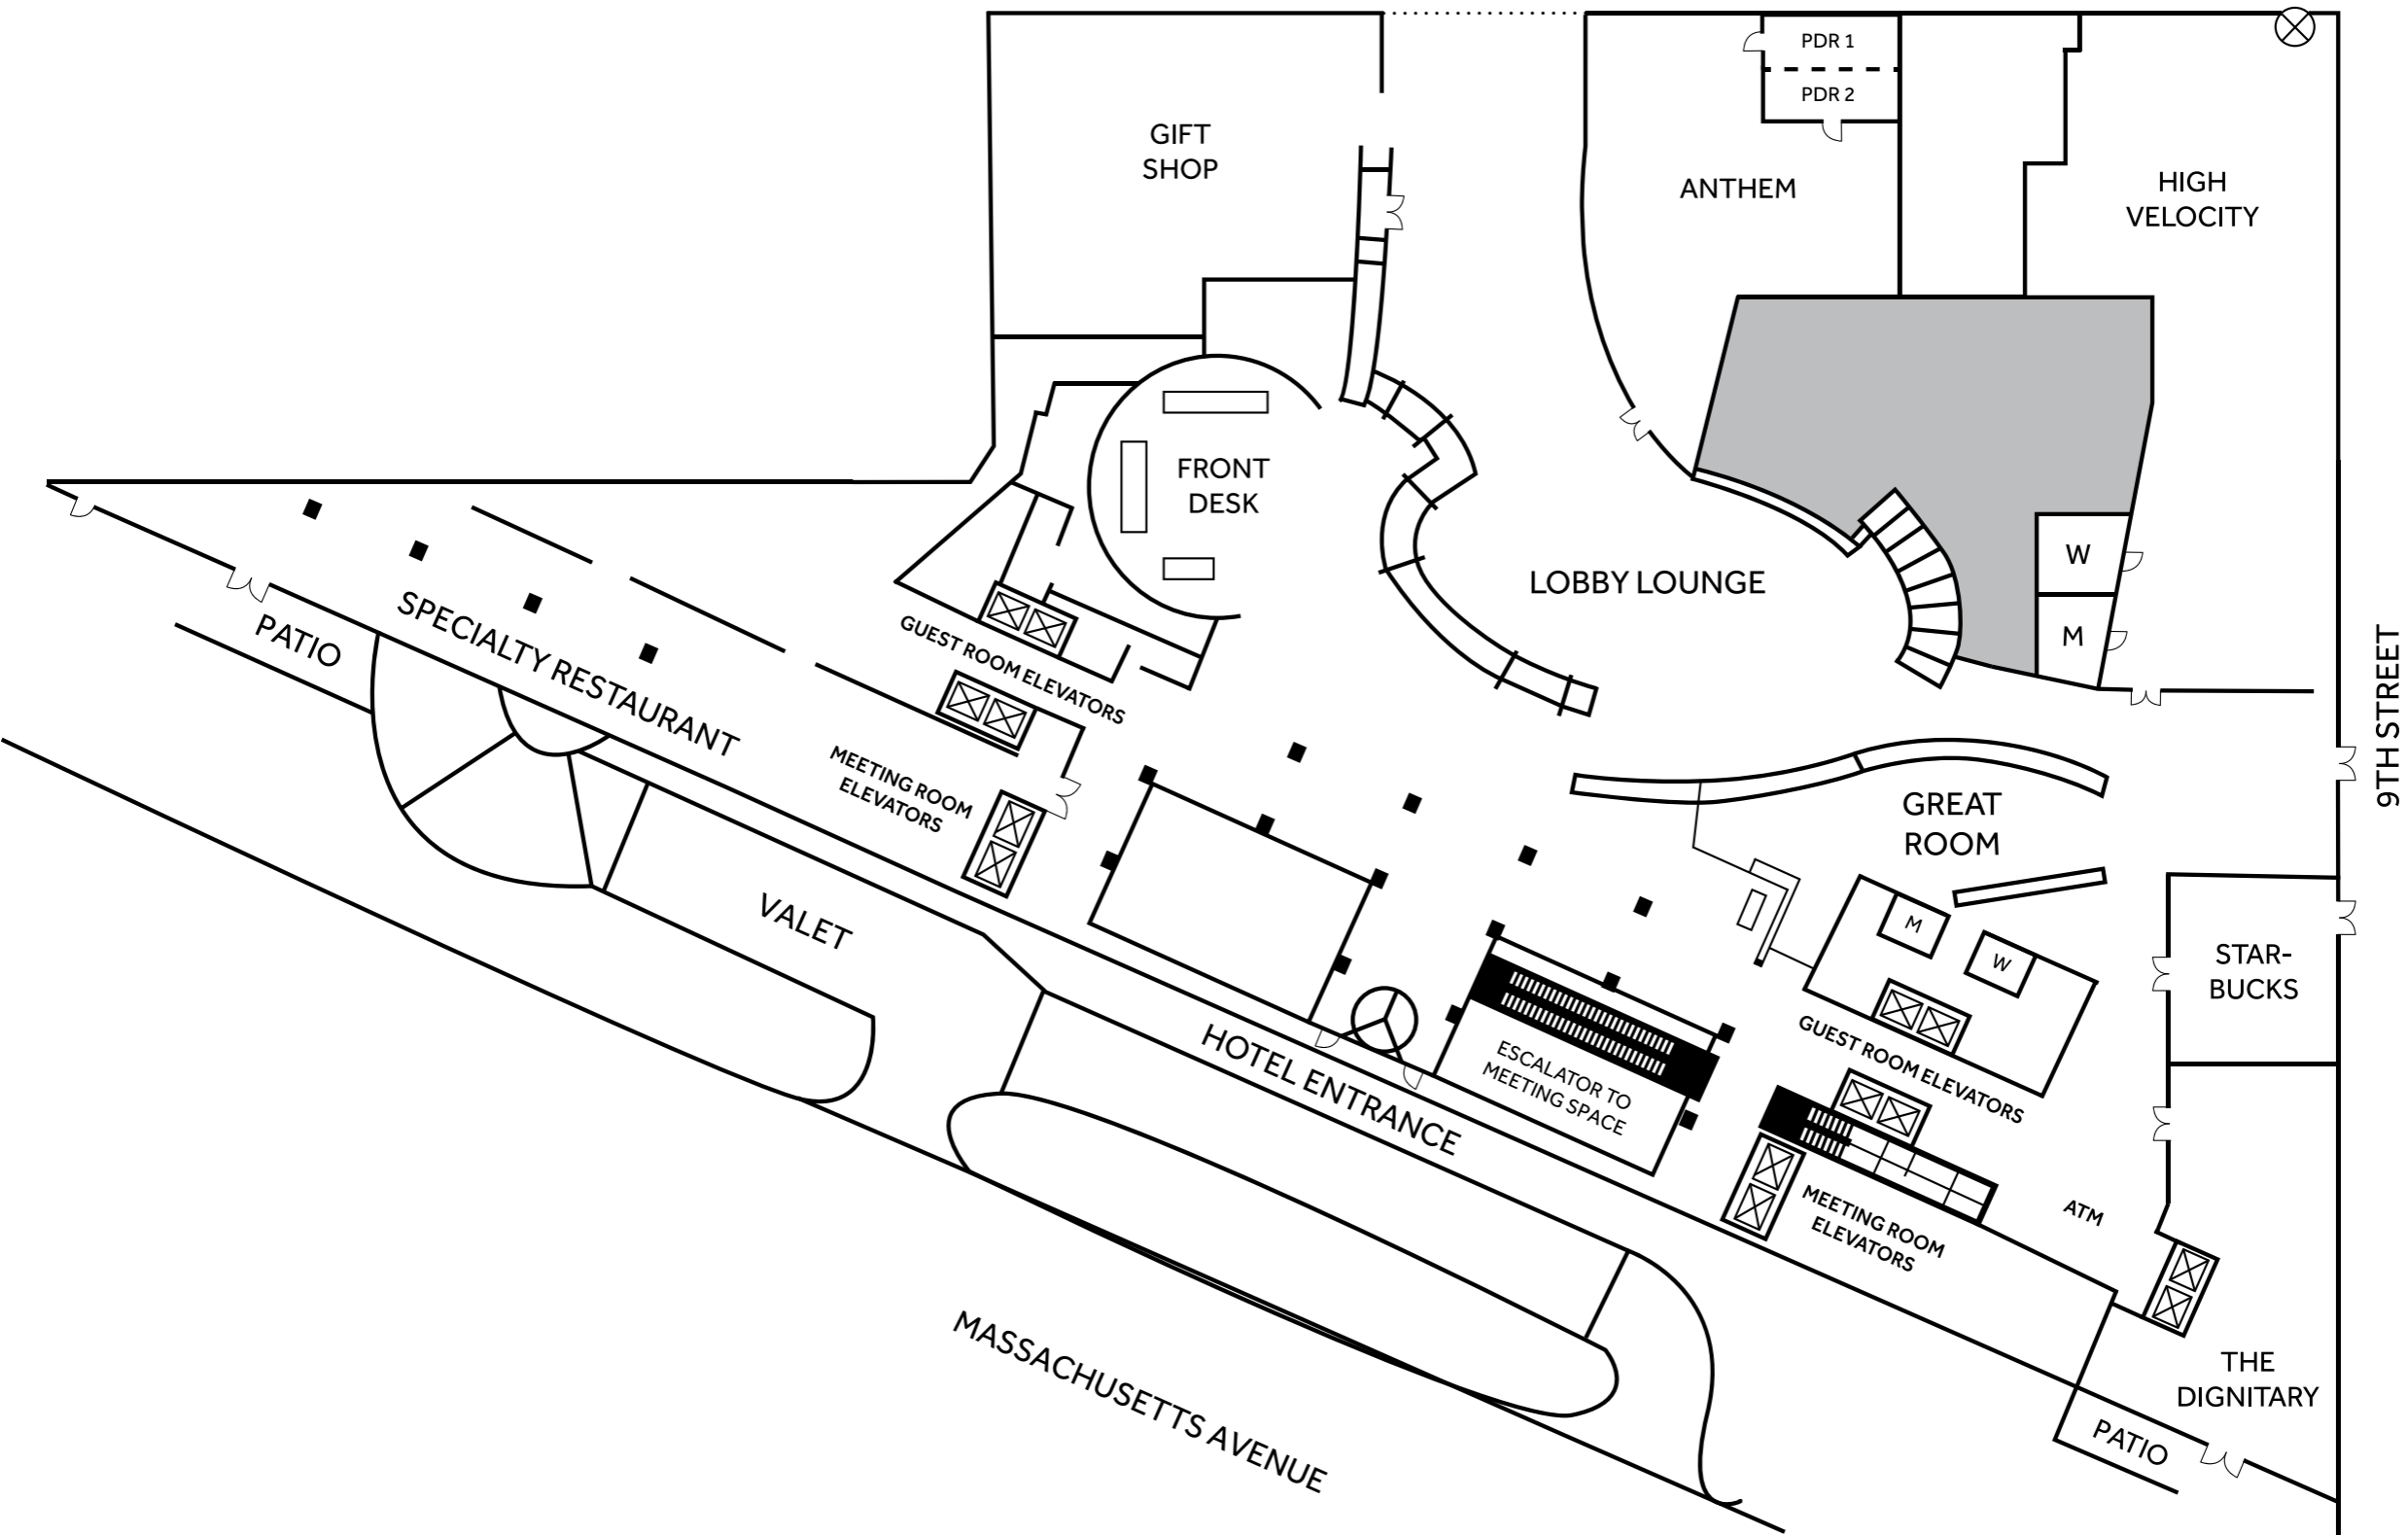 PDR 1
PDR 2
GIFT
SHOP
ANTHEM
HIGH
VELOCITY
FRONT
DESK
LOBBY LOUNGE
W
M
9TH STREET
PATIO
SPECIALTY RESTAURANT
GUEST ROOM ELEVATORS
MEETING ROOM
ELEVATORS
GREAT
ROOM
VALET
M
W
STAR-
BUCKS
HOTEL ENTRANCE
ESCALATOR TO
MEETING SPACE
GUEST ROOM ELEVATORS
MEETING ROOM
ELEVATORS
ATM
MASSACHUSETTS AVENUE
THE
DIGNITARY
PATIO